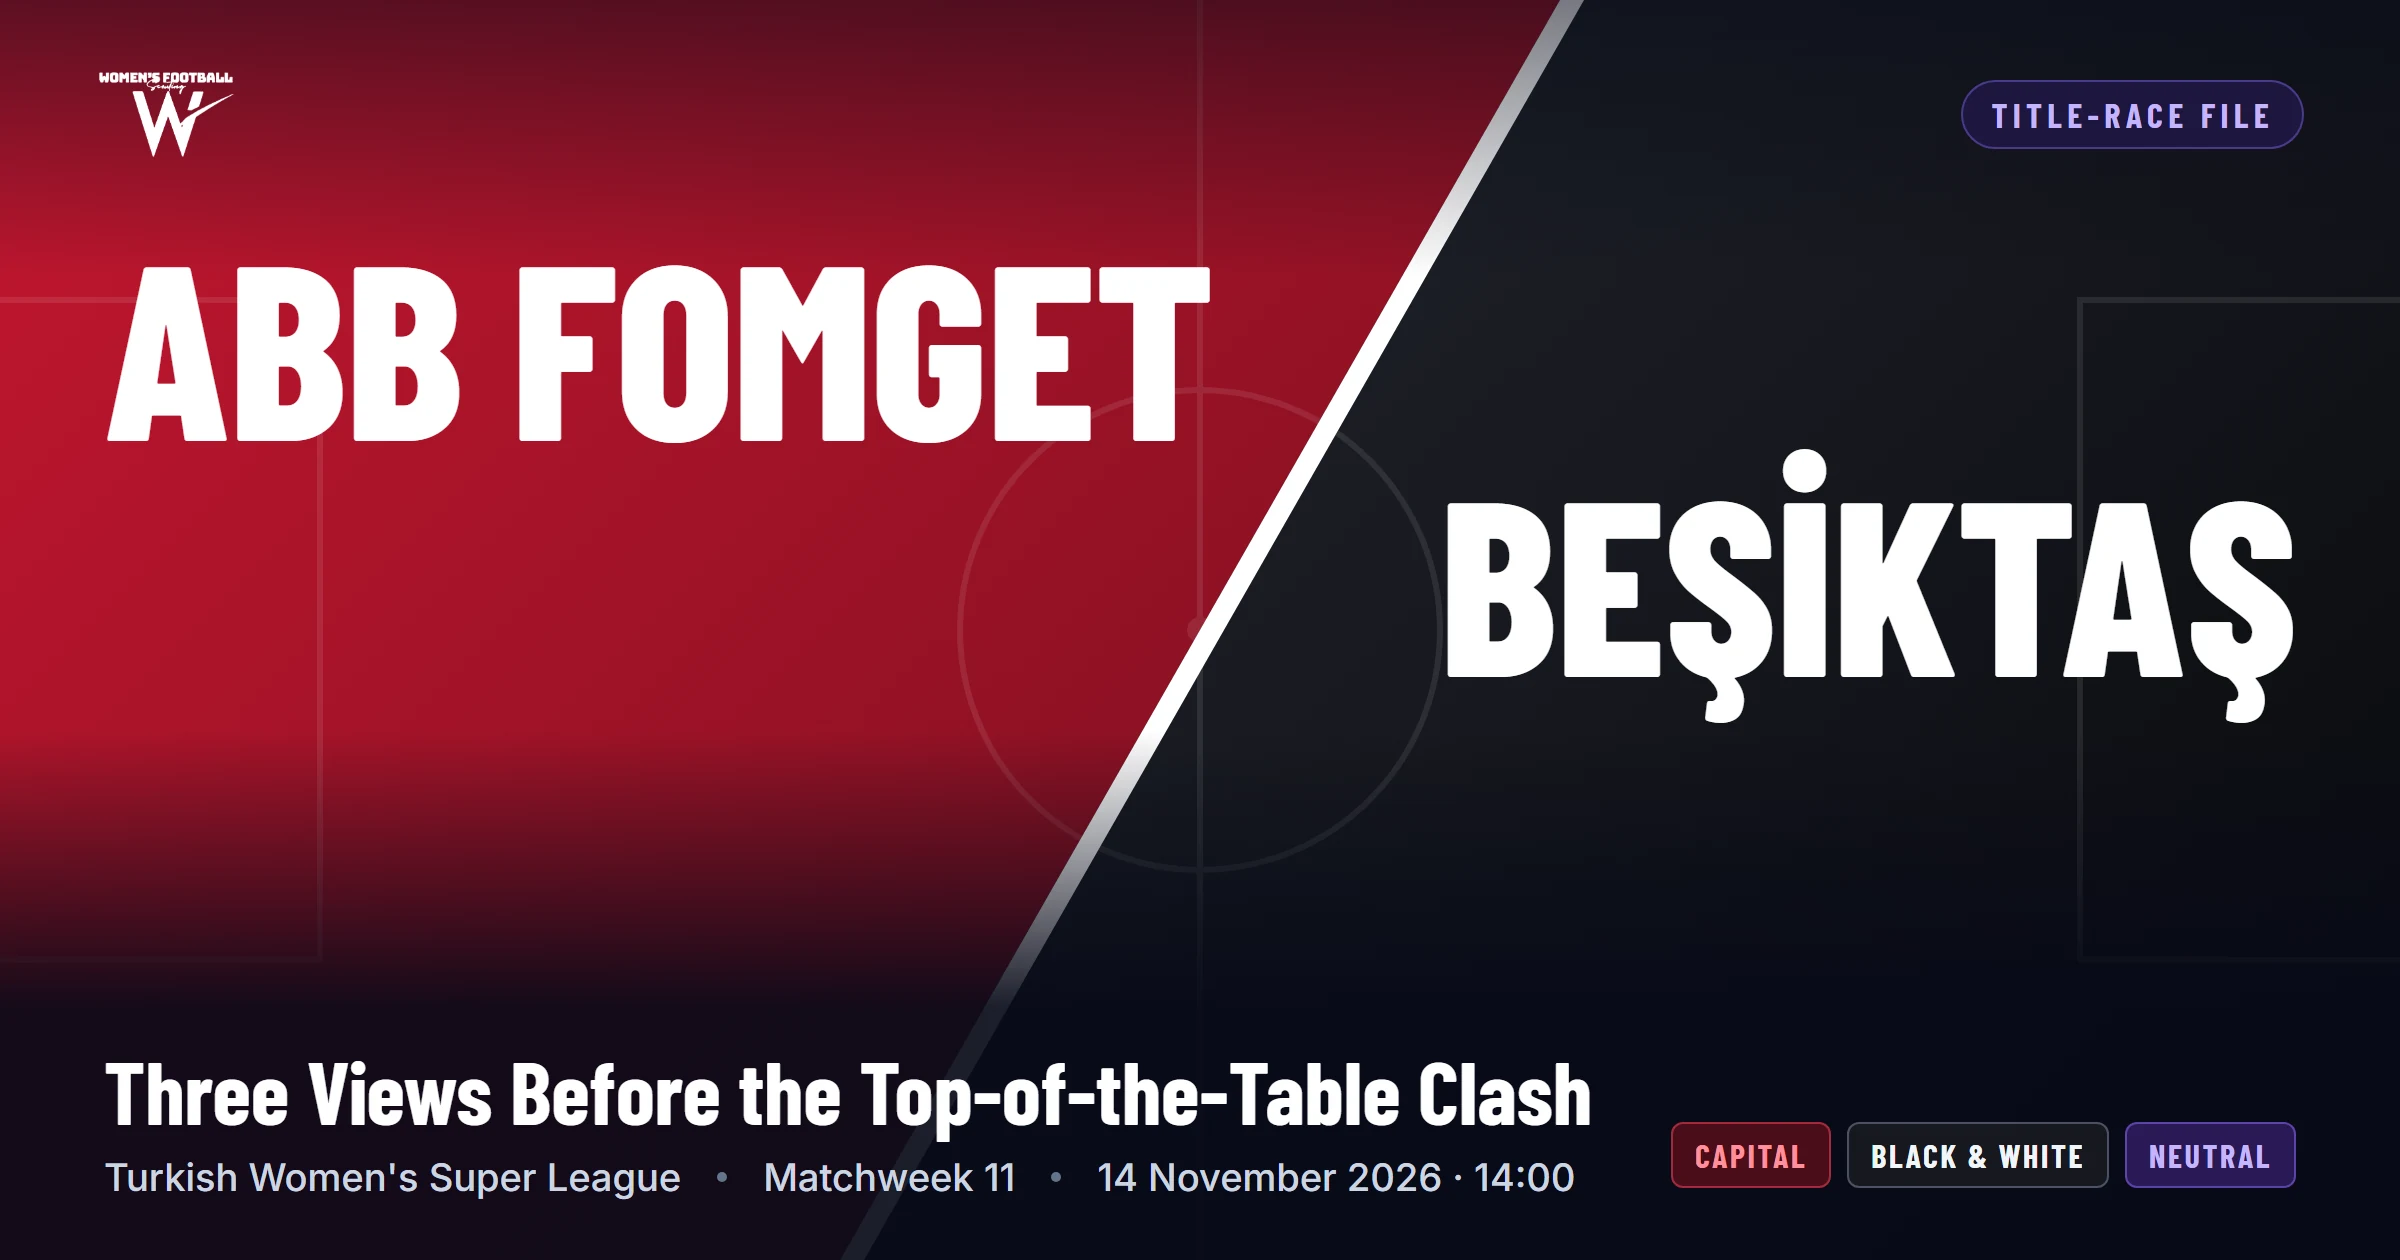 WOMEN'S FOOTBALL
W
TITLE-RACE FILE
ABB FOMGET
BEŞİKTAŞ
Three Views Before the Top-of-the-Table Clash
Turkish Women's Super League • Matchweek 11 • 14 November 2026 · 14:00
CAPITAL
BLACK & WHITE
NEUTRAL